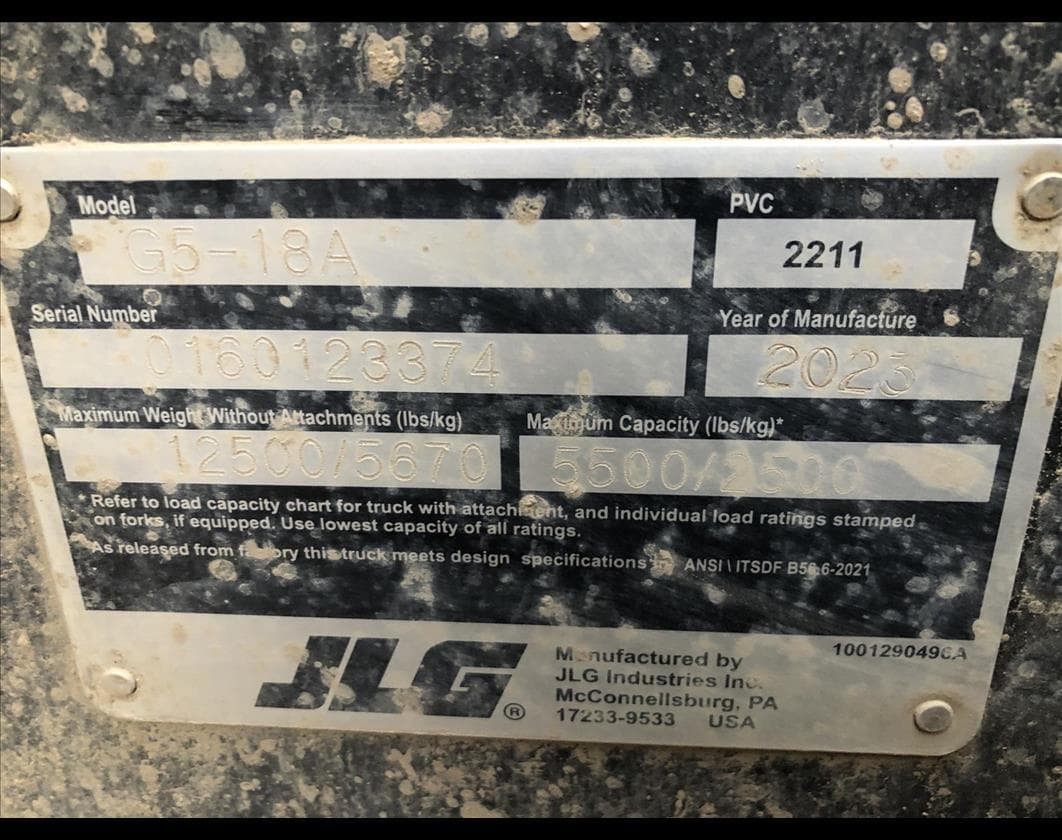 Model
PVC
G5-18A
2211
Serial Number
Year of Manufacture
0160123374
2023
Maximum Weight Without Attachments (lbs/kg)
Maximum Capacity (lbs/kg)*
12500/5670
5500/2500
* Refer to load capacity chart for truck with attachment, and individual load ratings stamped
on forks, if equipped. Use lowest capacity of all ratings.
*As released from factory this truck meets design specifications in ANSI \ ITSDF B56.6-2021
JLG®
Manufactured by
JLG Industries Inc.
McConnellsburg, PA
17233-9533 USA
1001290496A